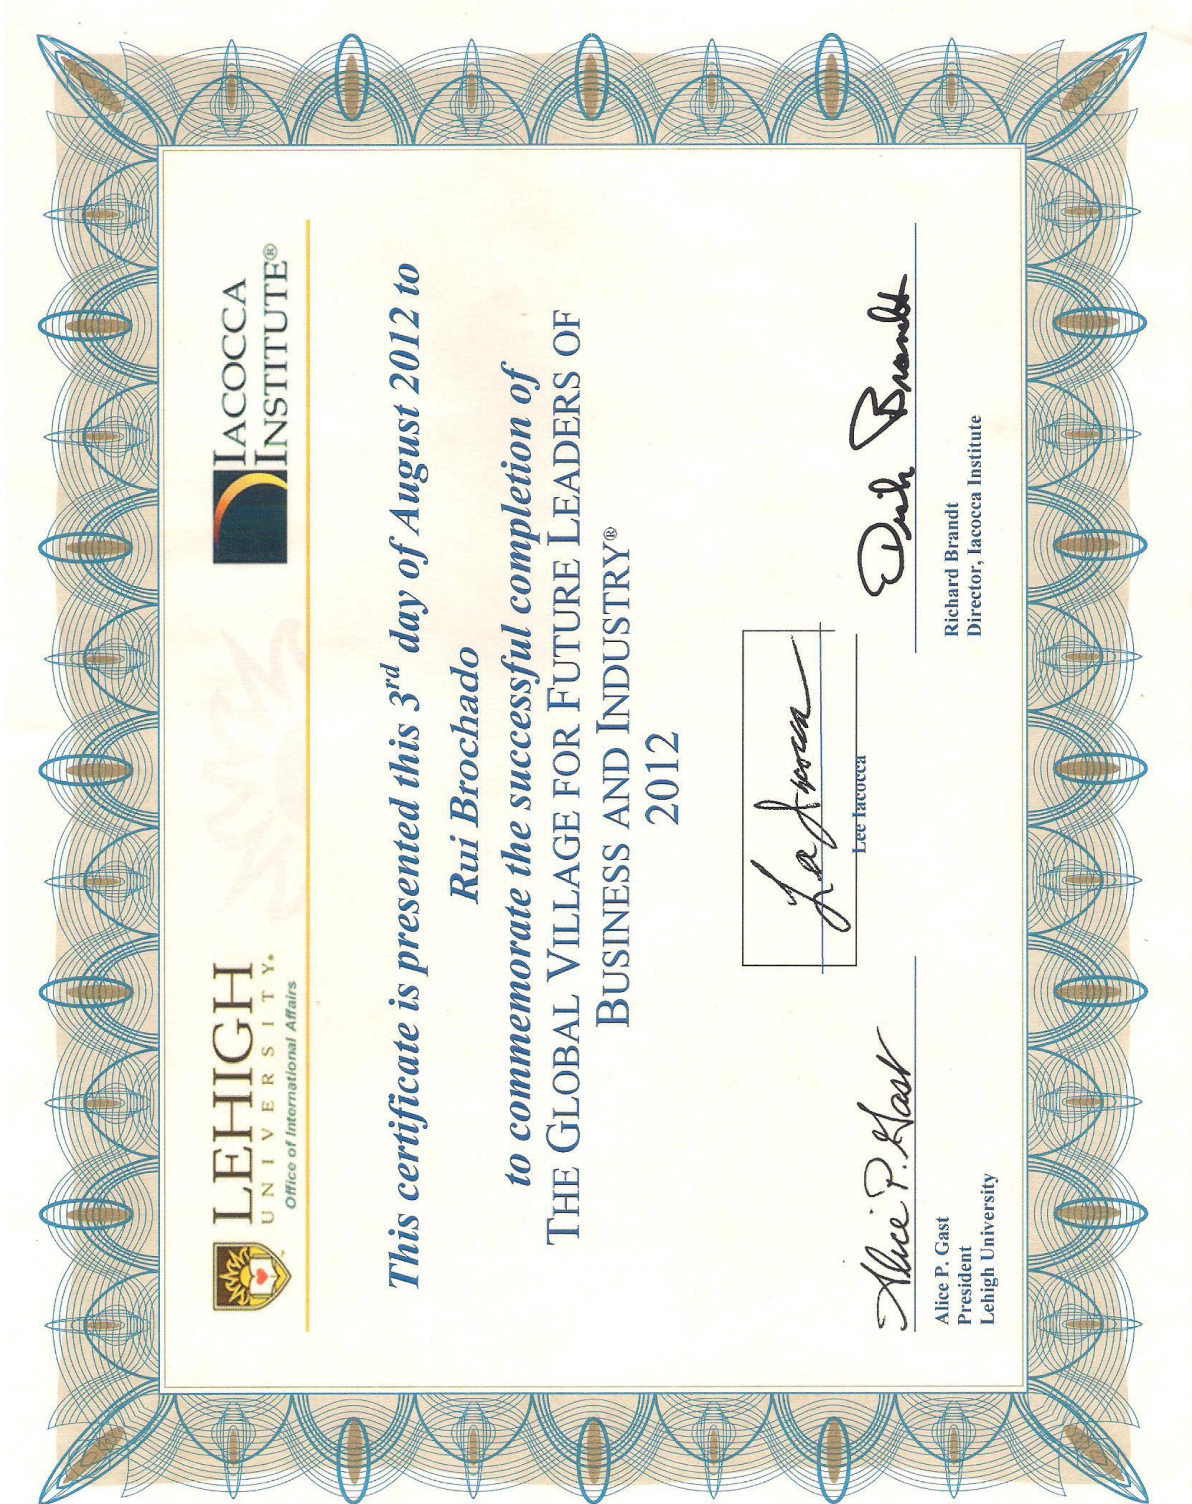 LEHIGH
UNIVERSITY®
Office of International Affairs
IACOCCA
INSTITUTE®
This certificate is presented this 3rd day of August 2012 to
Rui Brochado
to commemorate the successful completion of
THE GLOBAL VILLAGE FOR FUTURE LEADERS OF
BUSINESS AND INDUSTRY®
2012
Lee Iacocca
Lee Iacocca
Alice P. Gast
Alice P. Gast
President
Lehigh University
Dick Brandt
Richard Brandt
Director, Iacocca Institute